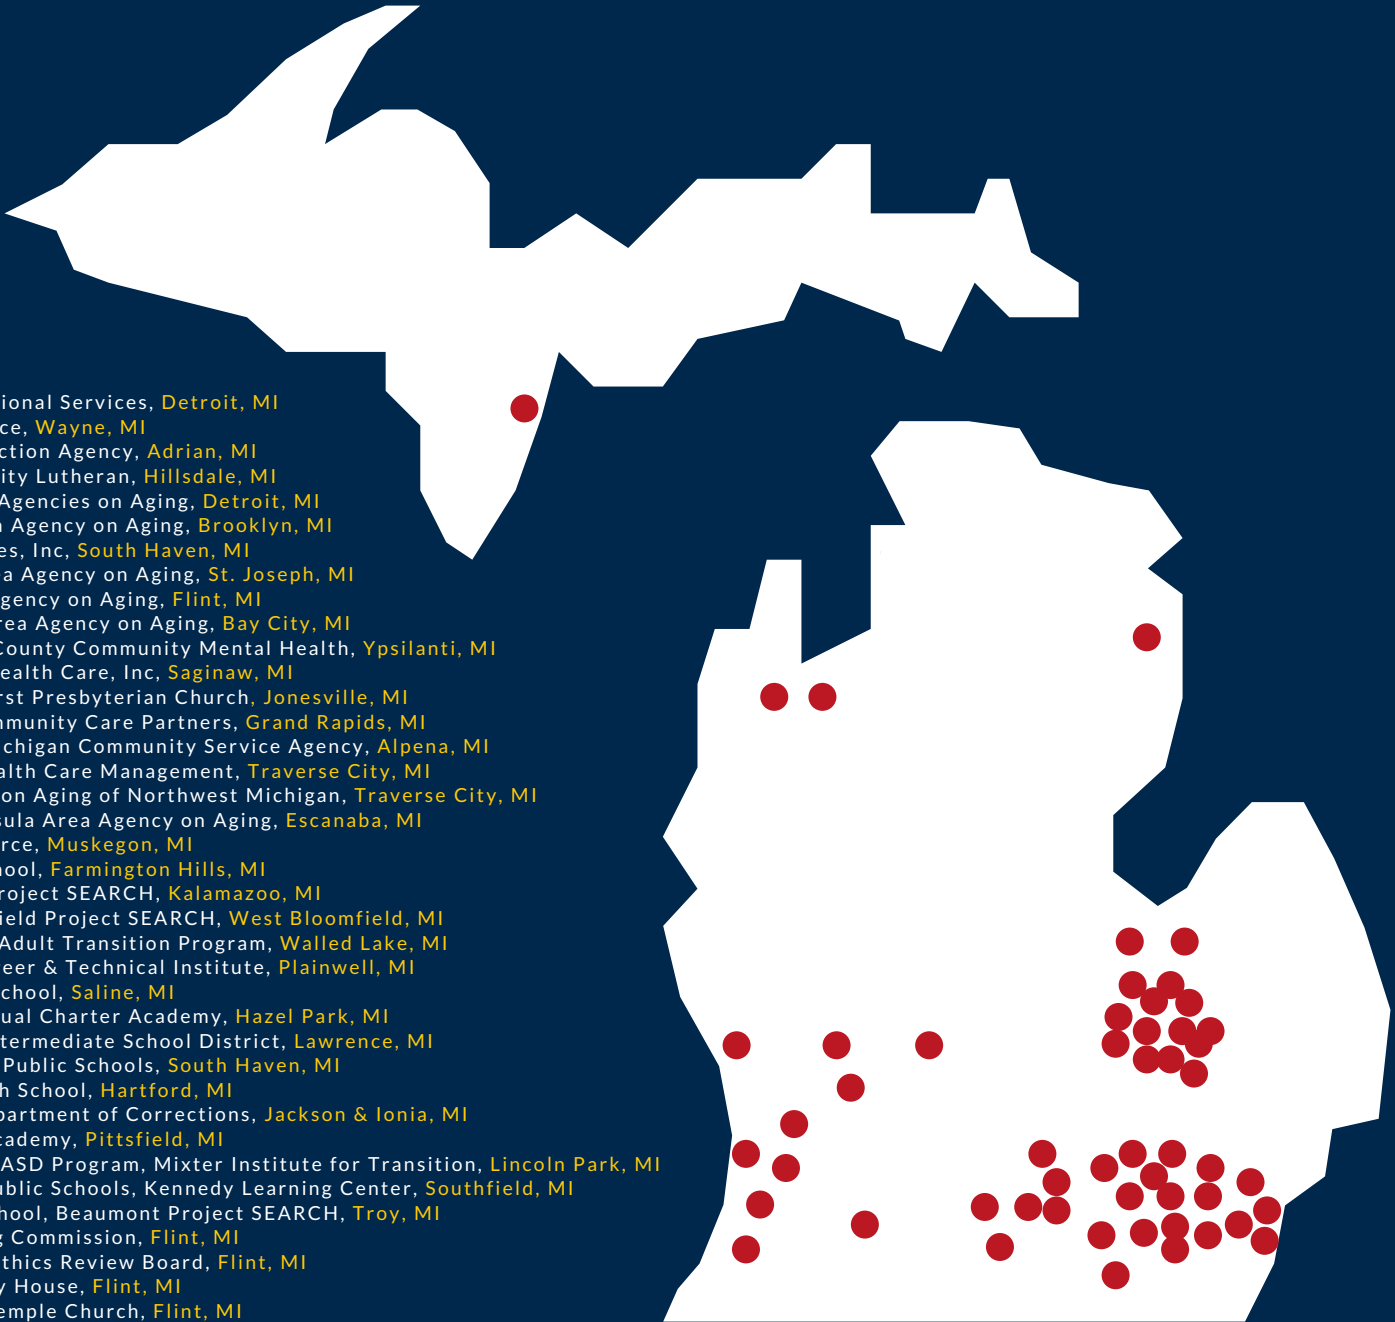 ional Services, Detroit, MI
ce, Wayne, MI
ction Agency, Adrian, MI
ity Lutheran, Hillsdale, MI
Agencies on Aging, Detroit, MI
Agency on Aging, Brooklyn, MI
es, Inc, South Haven, MI
a Agency on Aging, St. Joseph, MI
gency on Aging, Flint, MI
rea Agency on Aging, Bay City, MI
County Community Mental Health, Ypsilanti, MI
ealth Care, Inc, Saginaw, MI
rst Presbyterian Church, Jonesville, MI
mmunity Care Partners, Grand Rapids, MI
ichigan Community Service Agency, Alpena, MI
alth Care Management, Traverse City, MI
on Aging of Northwest Michigan, Traverse City, MI
sula Area Agency on Aging, Escanaba, MI
rce, Muskegon, MI
hool, Farmington Hills, MI
roject SEARCH, Kalamazoo, MI
ield Project SEARCH, West Bloomfield, MI
Adult Transition Program, Walled Lake, MI
eer & Technical Institute, Plainwell, MI
chool, Saline, MI
ual Charter Academy, Hazel Park, MI
termediate School District, Lawrence, MI
Public Schools, South Haven, MI
h School, Hartford, MI
partment of Corrections, Jackson & Ionia, MI
cademy, Pittsfield, MI
ASD Program, Mixter Institute for Transition, Lincoln Park, MI
ublic Schools, Kennedy Learning Center, Southfield, MI
hool, Beaumont Project SEARCH, Troy, MI
g Commission, Flint, MI
thics Review Board, Flint, MI
y House, Flint, MI
emple Church, Flint, MI